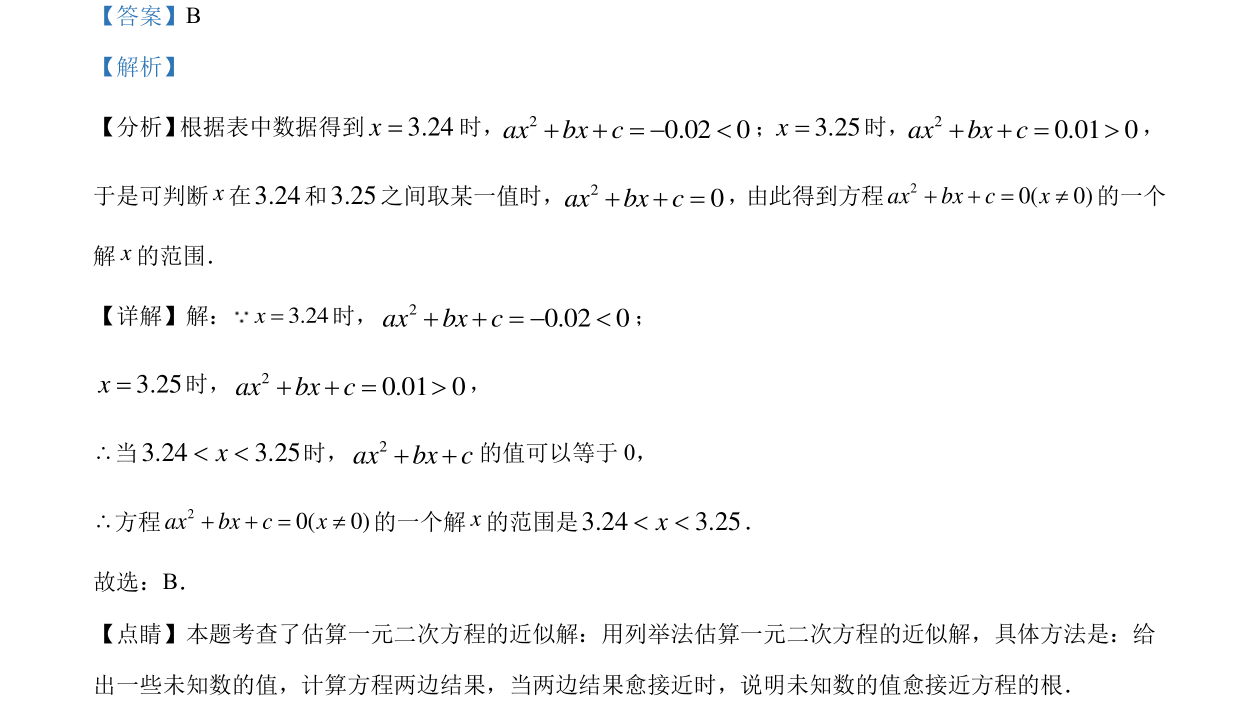 【答案】B
【解析】
【分析】根据表中数据得到 x = 3.24 时，ax² + bx + c = −0.02 < 0；x = 3.25 时，ax² + bx + c = 0.01 > 0，
于是可判断 x 在 3.24 和 3.25 之间取某一值时，ax² + bx + c = 0，由此得到方程 ax² + bx + c = 0(x ≠ 0) 的一个
解 x 的范围．
【详解】解：∵ x = 3.24 时， ax² + bx + c = −0.02 < 0；
x = 3.25 时， ax² + bx + c = 0.01 > 0，
∴当 3.24 < x < 3.25 时， ax² + bx + c 的值可以等于 0，
∴方程 ax² + bx + c = 0(x ≠ 0) 的一个解 x 的范围是 3.24 < x < 3.25．
故选：B．
【点睛】本题考查了估算一元二次方程的近似解：用列举法估算一元二次方程的近似解，具体方法是：给
出一些未知数的值，计算方程两边结果，当两边结果愈接近时，说明未知数的值愈接近方程的根．